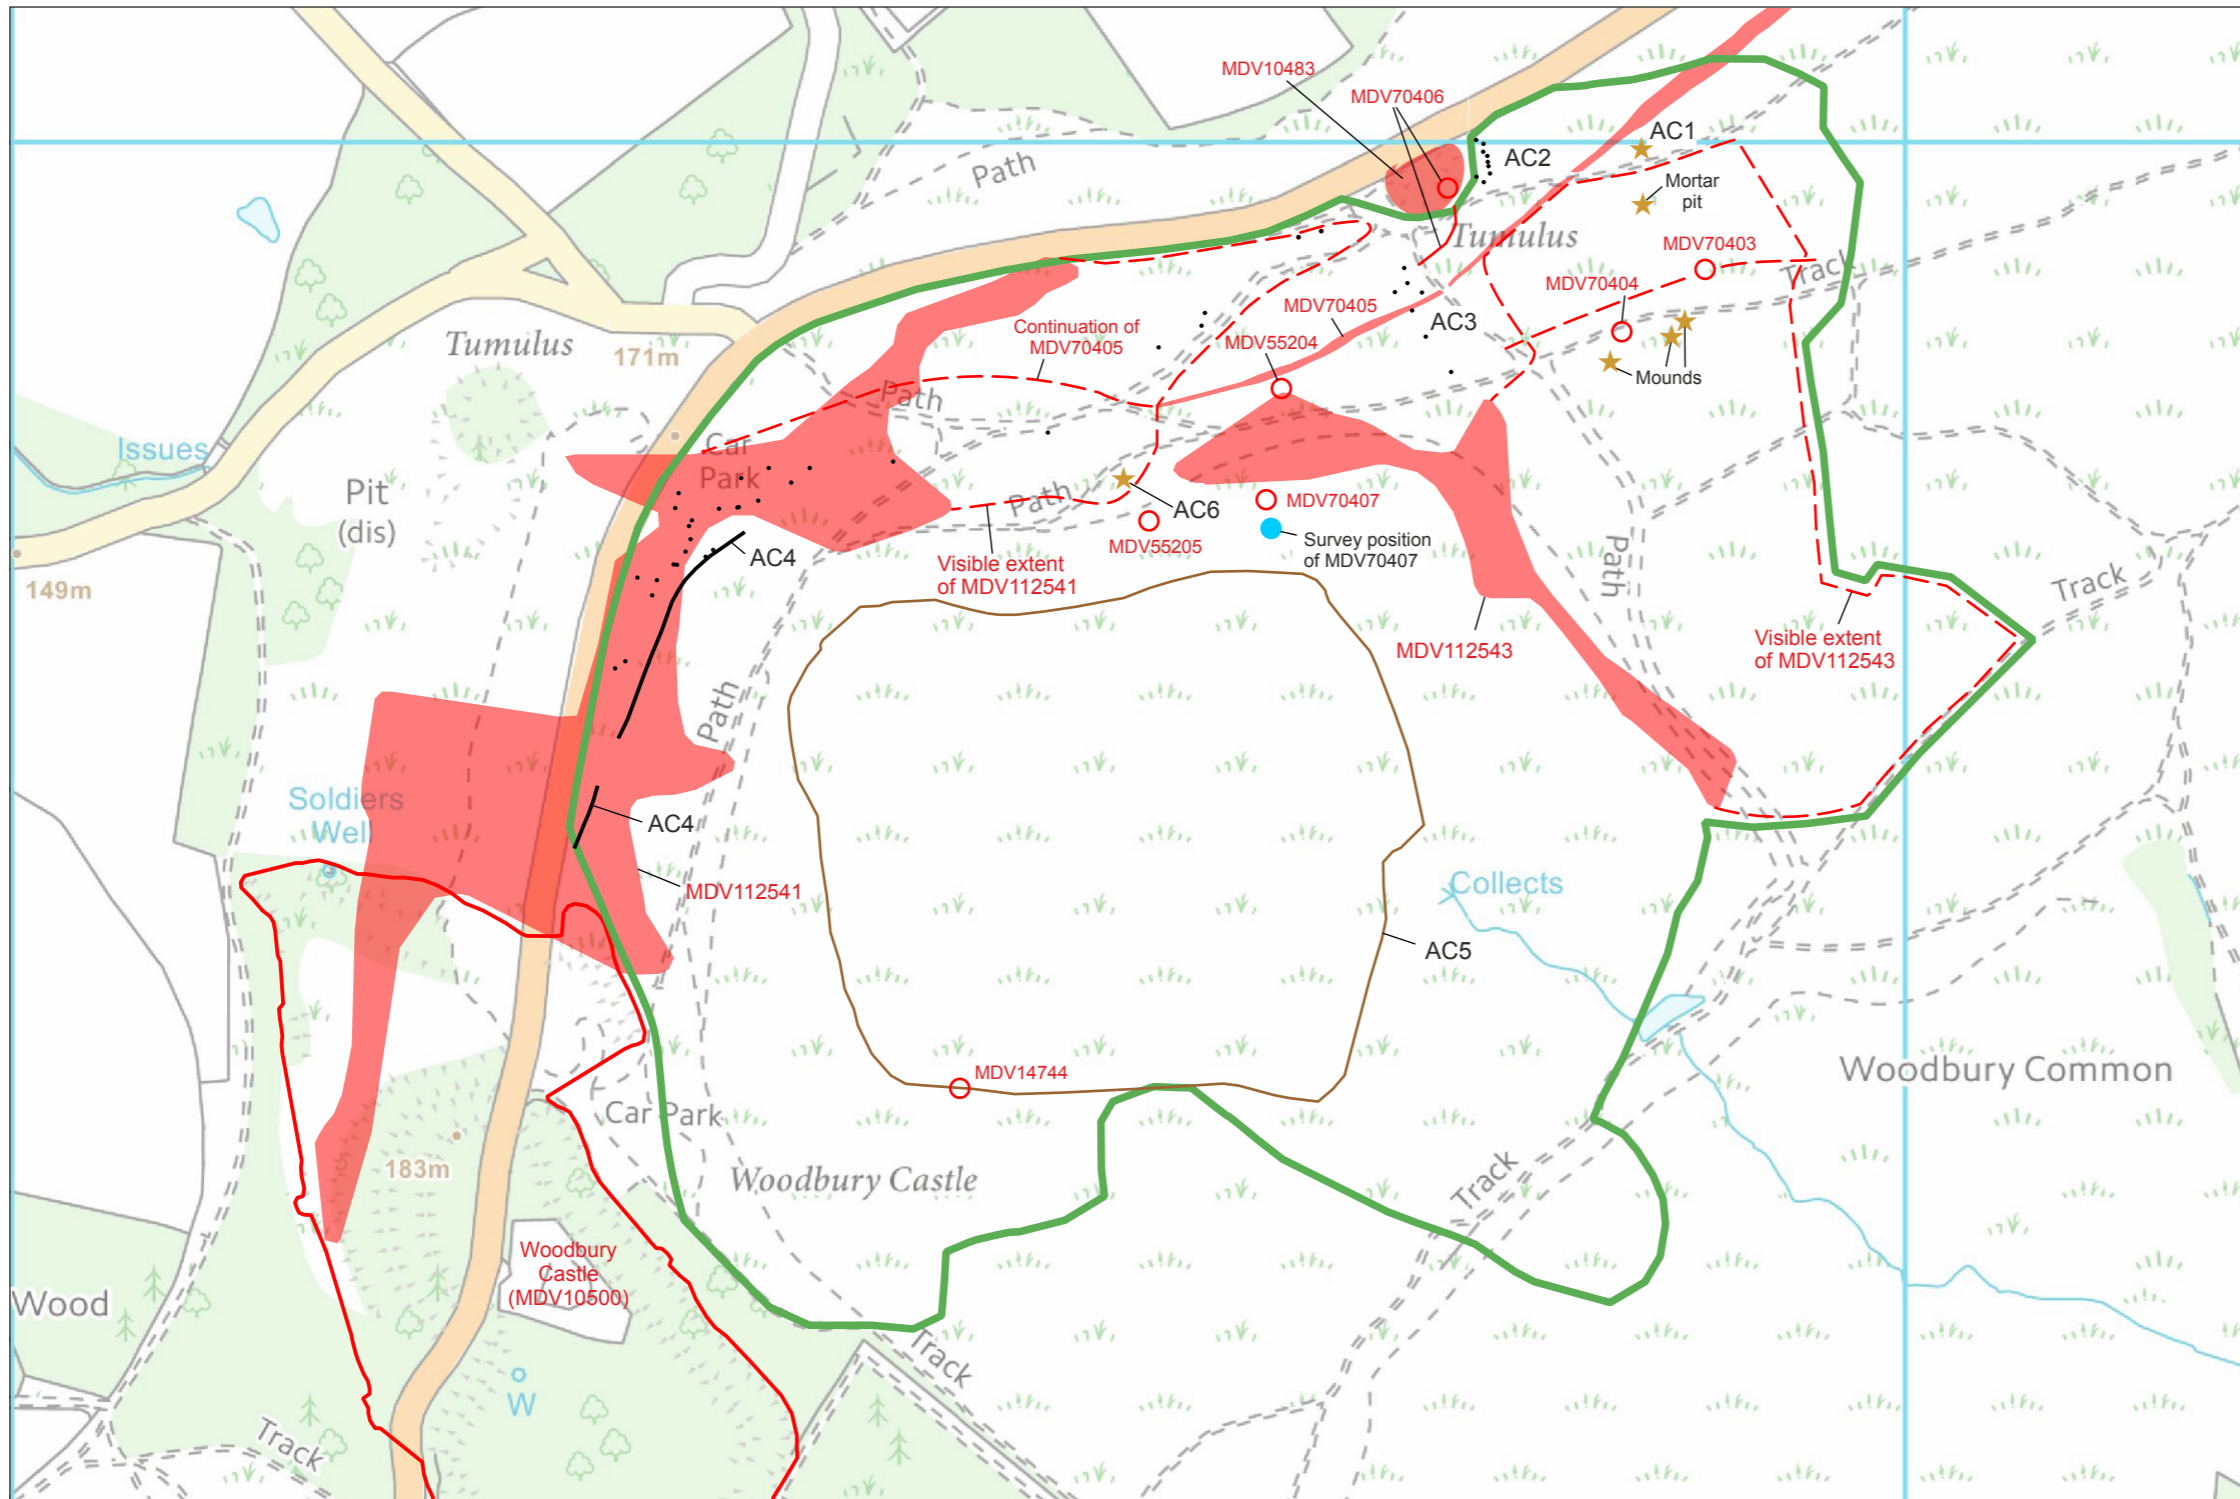 MDV10483
MDV70406
AC1
AC2
Path
Mortar
pit
Tumulus
MDV70403
Track
MDV70404
MDV70405
Continuation of
MDV70405
AC3
MDV55204
Tumulus
171m
Mounds
Path
Issues
Car
Park
Pit
(dis)
Path
AC6
MDV70407
MDV55205
Survey position
of MDV70407
AC4
Visible extent
of MDV112541
149m
Path
Track
MDV112543
Visible extent
of MDV112543
Path
Soldiers
Well
AC4
MDV112541
Collects
AC5
MDV14744
Woodbury Common
Car Park
183m
Woodbury Castle
Track
Woodbury
Castle
(MDV10500)
Wood
Track
W
Track